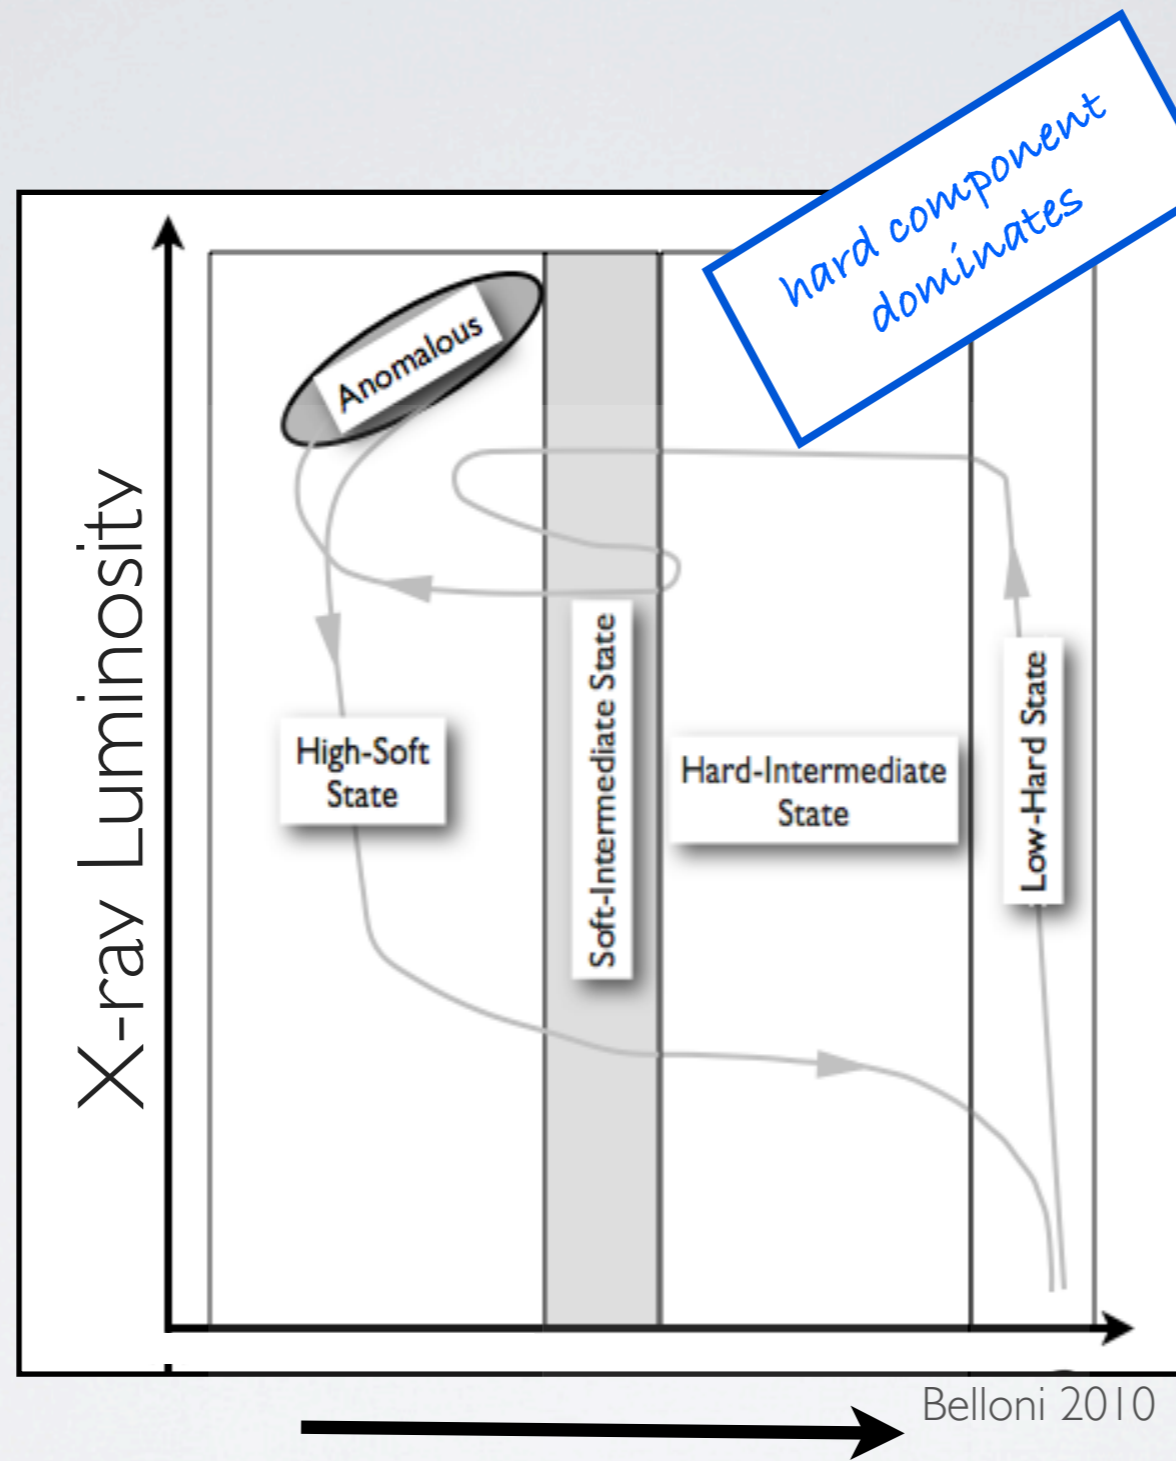 hard component
dominates
Anomalous
X-ray Luminosity
High-Soft
State
Soft-Intermediate State
Hard-Intermediate
State
Low-Hard State
Belloni 2010